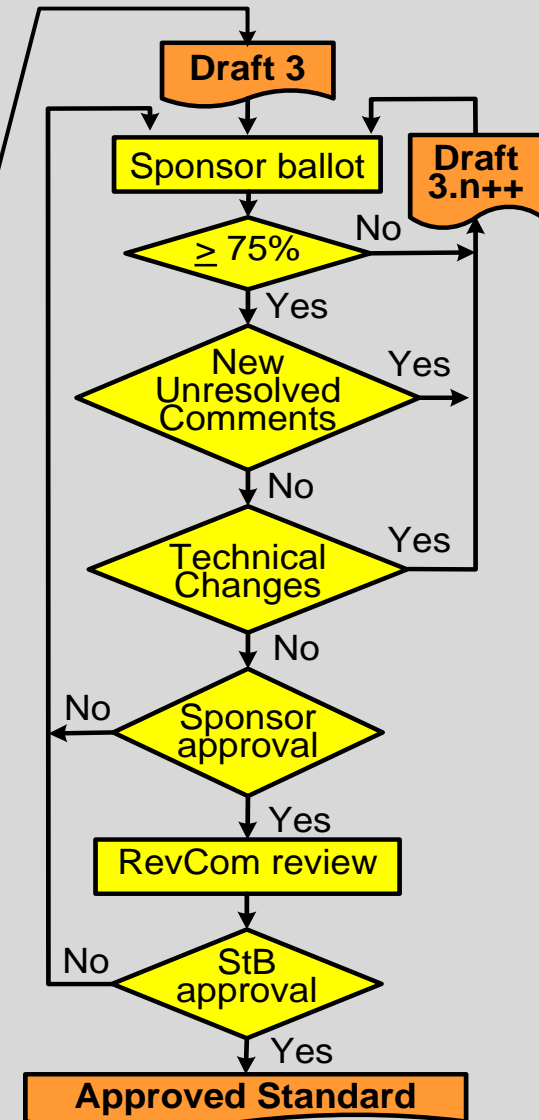 Draft 3
Sponsor ballot
Draft
3.n++
≥ 75%
No
Yes
New
Unresolved
Comments
Yes
No
Technical
Changes
Yes
No
Sponsor
approval
No
Yes
RevCom review
StB
approval
No
Yes
Approved Standard